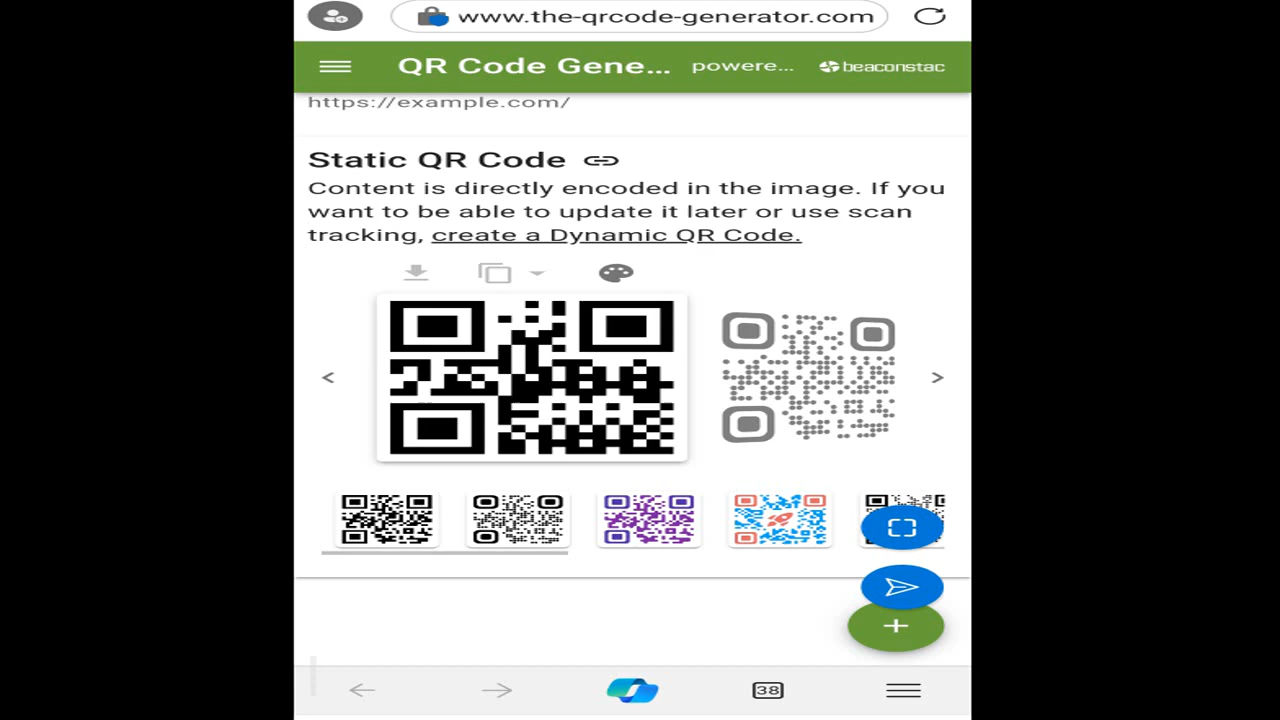 www.the-qrcode-generator.com
QR Code Gene... powere... beaconstac
https://example.com/
Static QR Code
Content is directly encoded in the image. If you
want to be able to update it later or use scan
tracking, create a Dynamic QR Code.
38